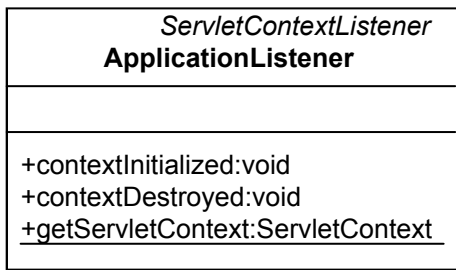 ServletContextListener
ApplicationListener
+contextInitialized:void
+contextDestroyed:void
+getServletContext:ServletContext